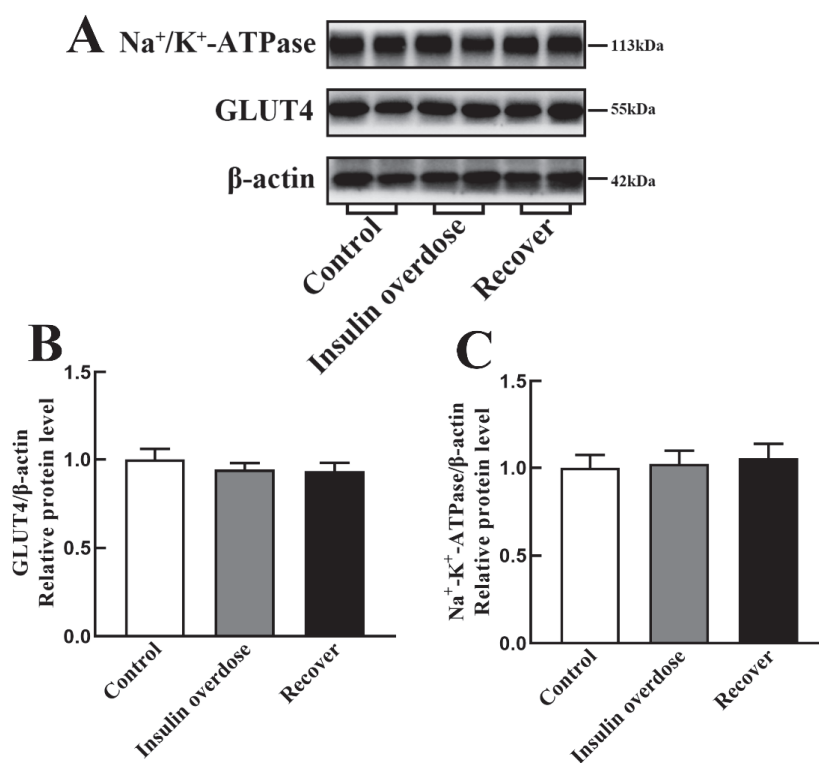 A
Na⁺/K⁺-ATPase
113kDa
GLUT4
55kDa
β-actin
42kDa
Control
Insulin overdose
Recover
B
GLUT4/β-actin
Relative protein level
1.5
1.0
0.5
0.0
Control
Insulin overdose
Recover
C
Na⁺-K⁺-ATPase/β-actin
Relative protein level
1.5
1.0
0.5
0.0
Control
Insulin overdose
Recover